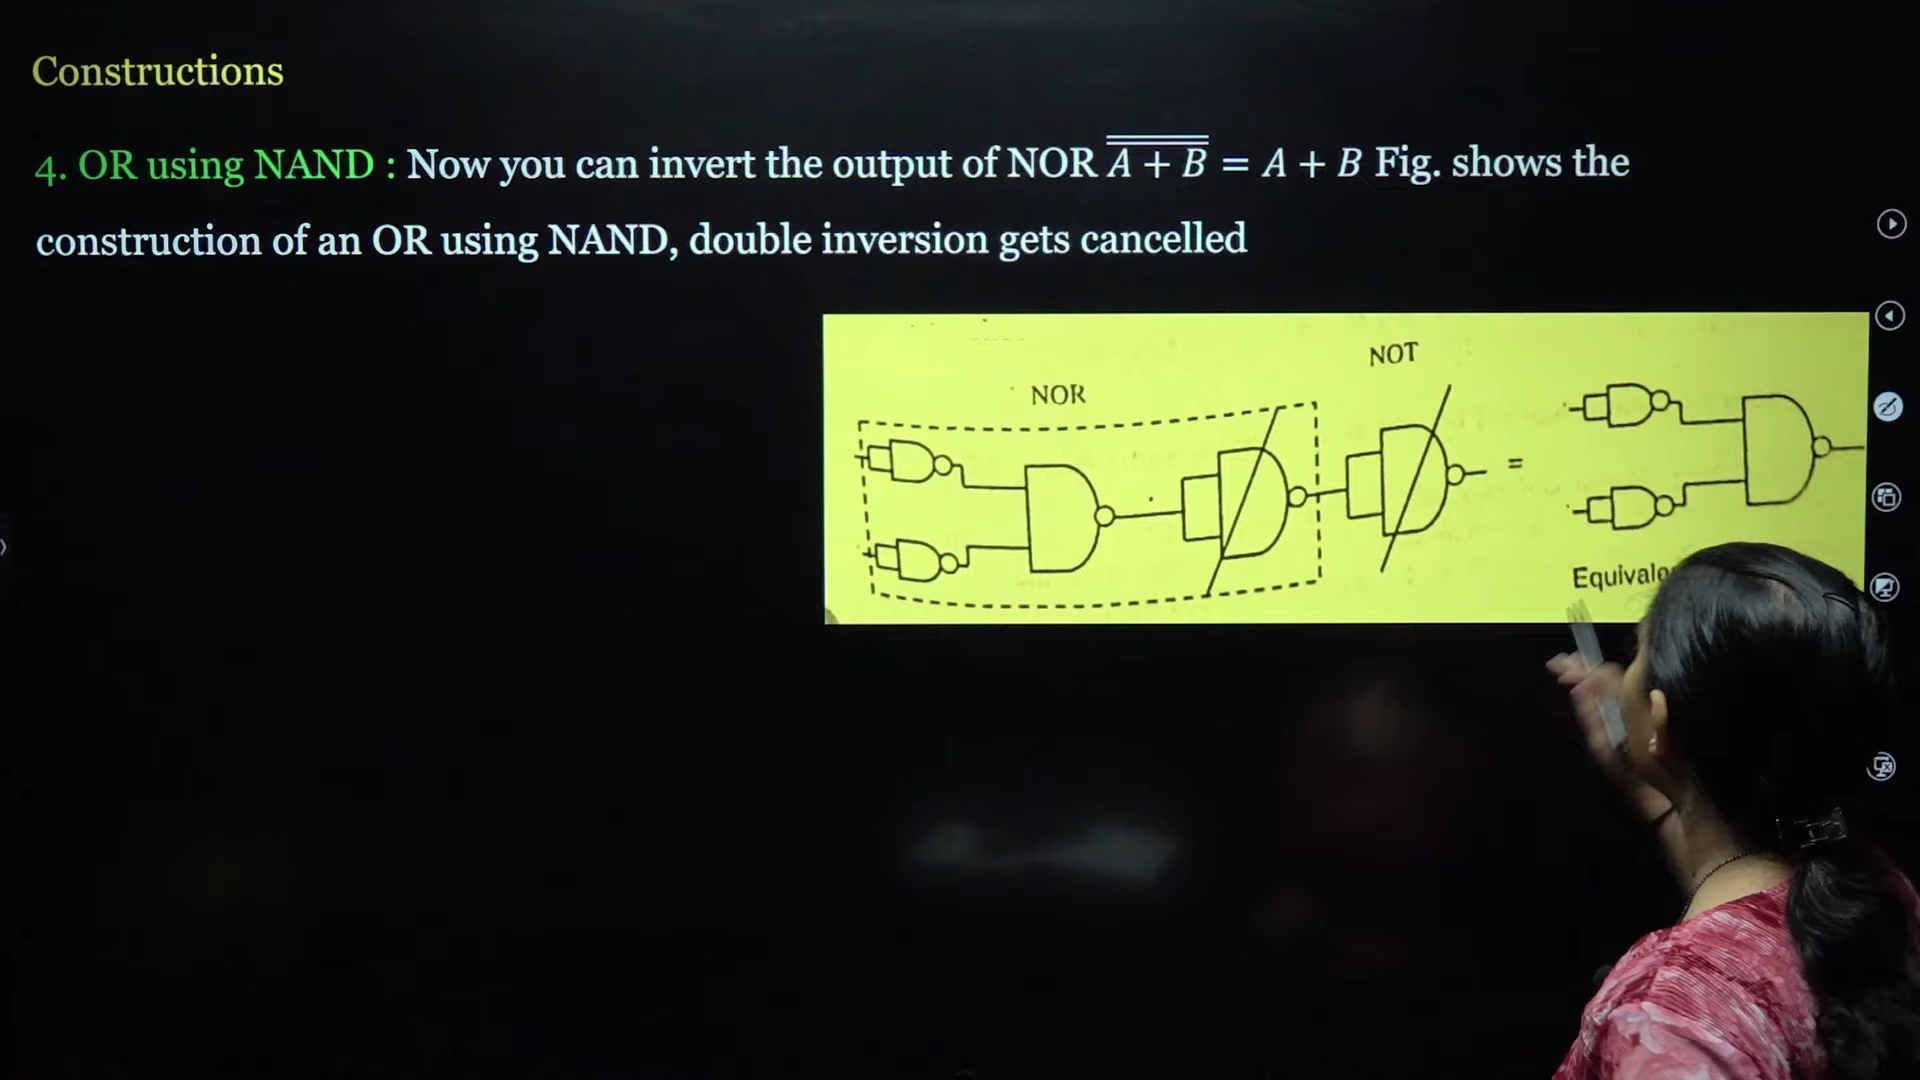 Constructions
4. OR using NAND : Now you can invert the output of NOR $\overline{\overline{A + B}}$ = A + B Fig. shows the
construction of an OR using NAND, double inversion gets cancelled
NOT
NOR
=